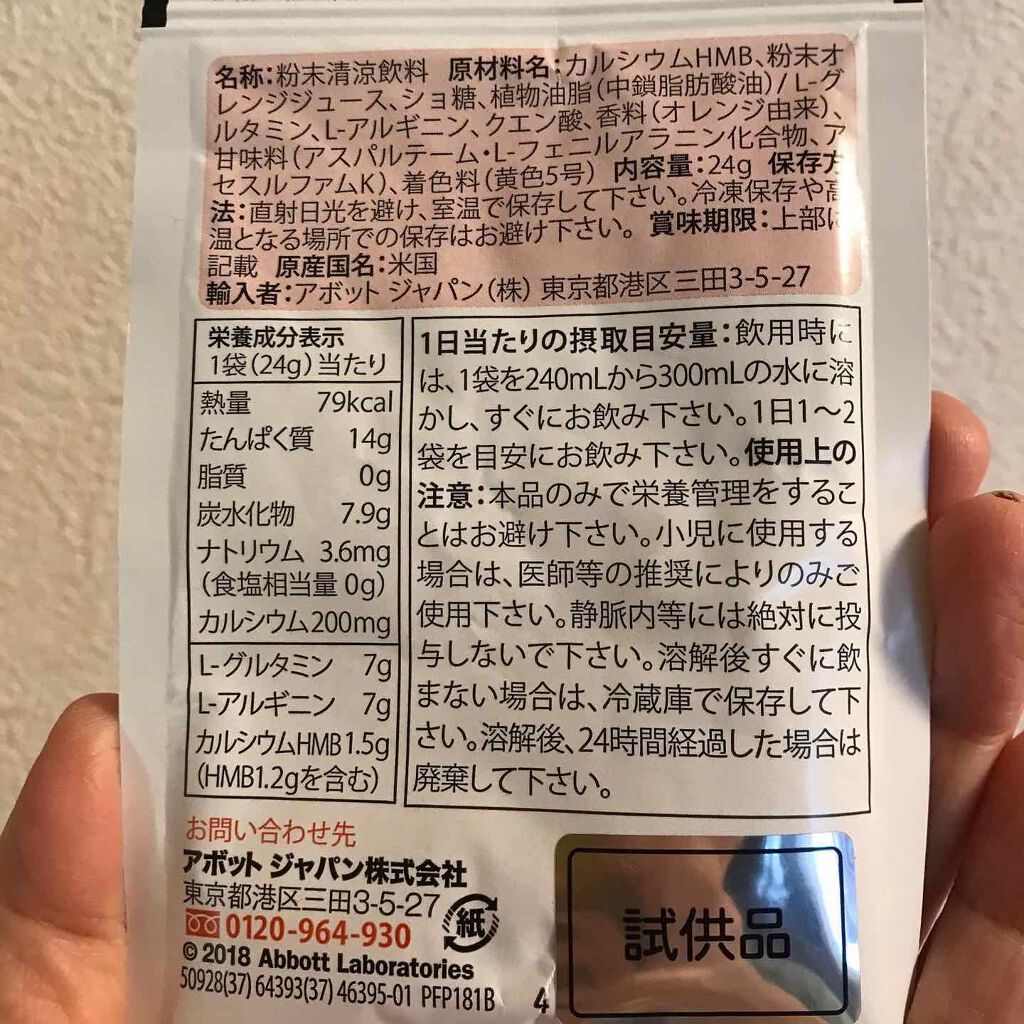 名称:粉末清涼飲料 原材料名:カルシウムHMB、粉末オ
レンジジュース、ショ糖、植物油脂(中鎖脂肪酸油)/L-グ
ルタミン、L-アルギニン、クエン酸、香料(オレンジ由来)、
甘味料(アスパルテーム・L-フェニルアラニン化合物、ア
セスルファムK)、着色料(黄色5号) 内容量:24g 保存方
法:直射日光を避け、室温で保存して下さい。冷凍保存や高
温となる場所での保存はお避け下さい。 賞味期限:上部に
記載 原産国名:米国
輸入者:アボット ジャパン(株) 東京都港区三田3-5-27
栄養成分表示
1袋(24g)当たり
熱量 79kcal
たんぱく質 14g
脂質 0g
炭水化物 7.9g
ナトリウム 3.6mg
(食塩相当量 0g)
カルシウム200mg
L-グルタミン 7g
L-アルギニン 7g
カルシウムHMB1.5g
(HMB1.2gを含む)
1日当たりの摂取目安量:飲用時に
は、1袋を240mLから300mLの水に溶
かし、すぐにお飲み下さい。1日1〜2
袋を目安にお飲み下さい。使用上の
注意:本品のみで栄養管理をするこ
とはお避け下さい。小児に使用する
場合は、医師等の推奨によりのみご
使用下さい。静脈内等には絶対に投
与しないで下さい。溶解後すぐに飲
まない場合は、冷蔵庫で保存して下
さい。溶解後、24時間経過した場合は
廃棄して下さい。
お問い合わせ先
アボット ジャパン株式会社
東京都港区三田3-5-27
0120-964-930
紙
© 2018 Abbott Laboratories
50928(37) 64393(37) 46395-01 PFP181B 4
試供品